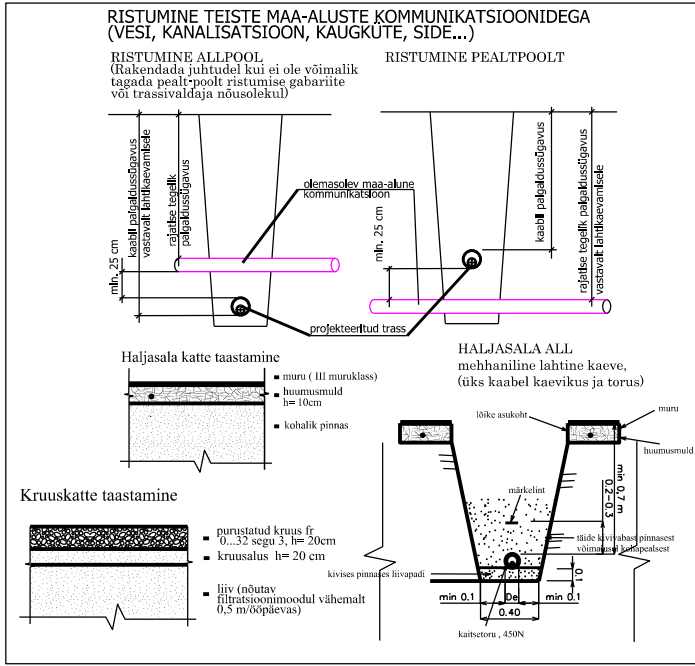 RISTUMINE TEISTE MAA-ALUSTE KOMMUNIKATSIOONIDEGA
(VESI, KANALISATSIOON, KAUGKÜTE, SIDE...)
RISTUMINE ALLPOOL
(Rakendada juhtudel kui ei ole võimalik
tagada pealt-poolt ristumise gabariite
või trassivaldaja nõusolekul)
RISTUMINE PEALTPOOLT
kaabli paigaldussügavus
vastavalt lahtikaevamisele
rajatise tegelik
paigaldussügavus
min. 25 cm
olemasolev maa-alune
kommunikatsioon
projekteeritud trass
min. 25 cm
kaabli paigaldussügavus
rajatise tegelik paigaldussügavus
vastavalt lahtikaevamisele
Haljasala katte taastamine
muru ( III muruklass)
huumusmuld
h= 10cm
kohalik pinnas
Kruuskatte taastamine
purustatud kruus fr
0...32 segu 3, h= 20cm
kruusalus h= 20 cm
liiv (nõutav
filtratsioonimoodul vähemalt
0,5 m/ööpäevas)
HALJASALA ALL
mehhaniline lahtine kaeve,
(üks kaabel kaevikus ja torus)
lõike asukoht
muru
huumusmuld
märkelint
0.2-0.3
min 0,7 m
täide kivivabast pinnasest
võimalusel kohapealsest
kivises pinnases liivapadi
0.1
min 0.1
De
min 0.1
0.40
kaitsetoru , 450N